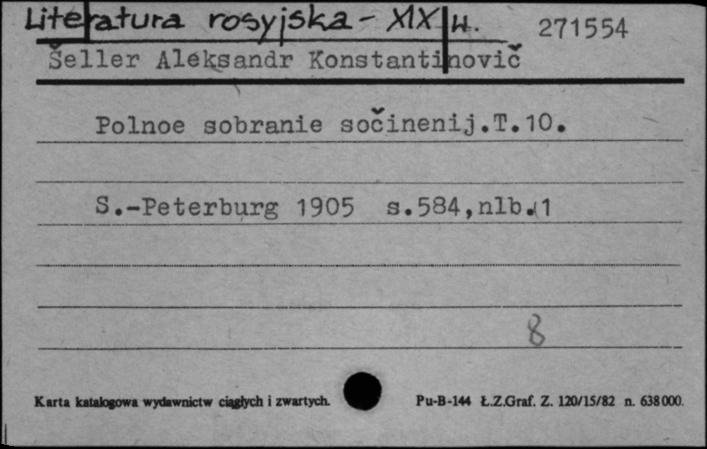 Literatura rosyjska - XIX w. 271554
Šeller Aleksandr Konstantinovič
Polnoe sobranie sočinenij.T.10.
S.-Peterburg 1905 s.584,nlb.1
8
Karta katalogowa wydawnictw ciągłych i zwartych. Pu-B-144 Ł.Z.Graf. Z. 120/15/82 n. 638000.